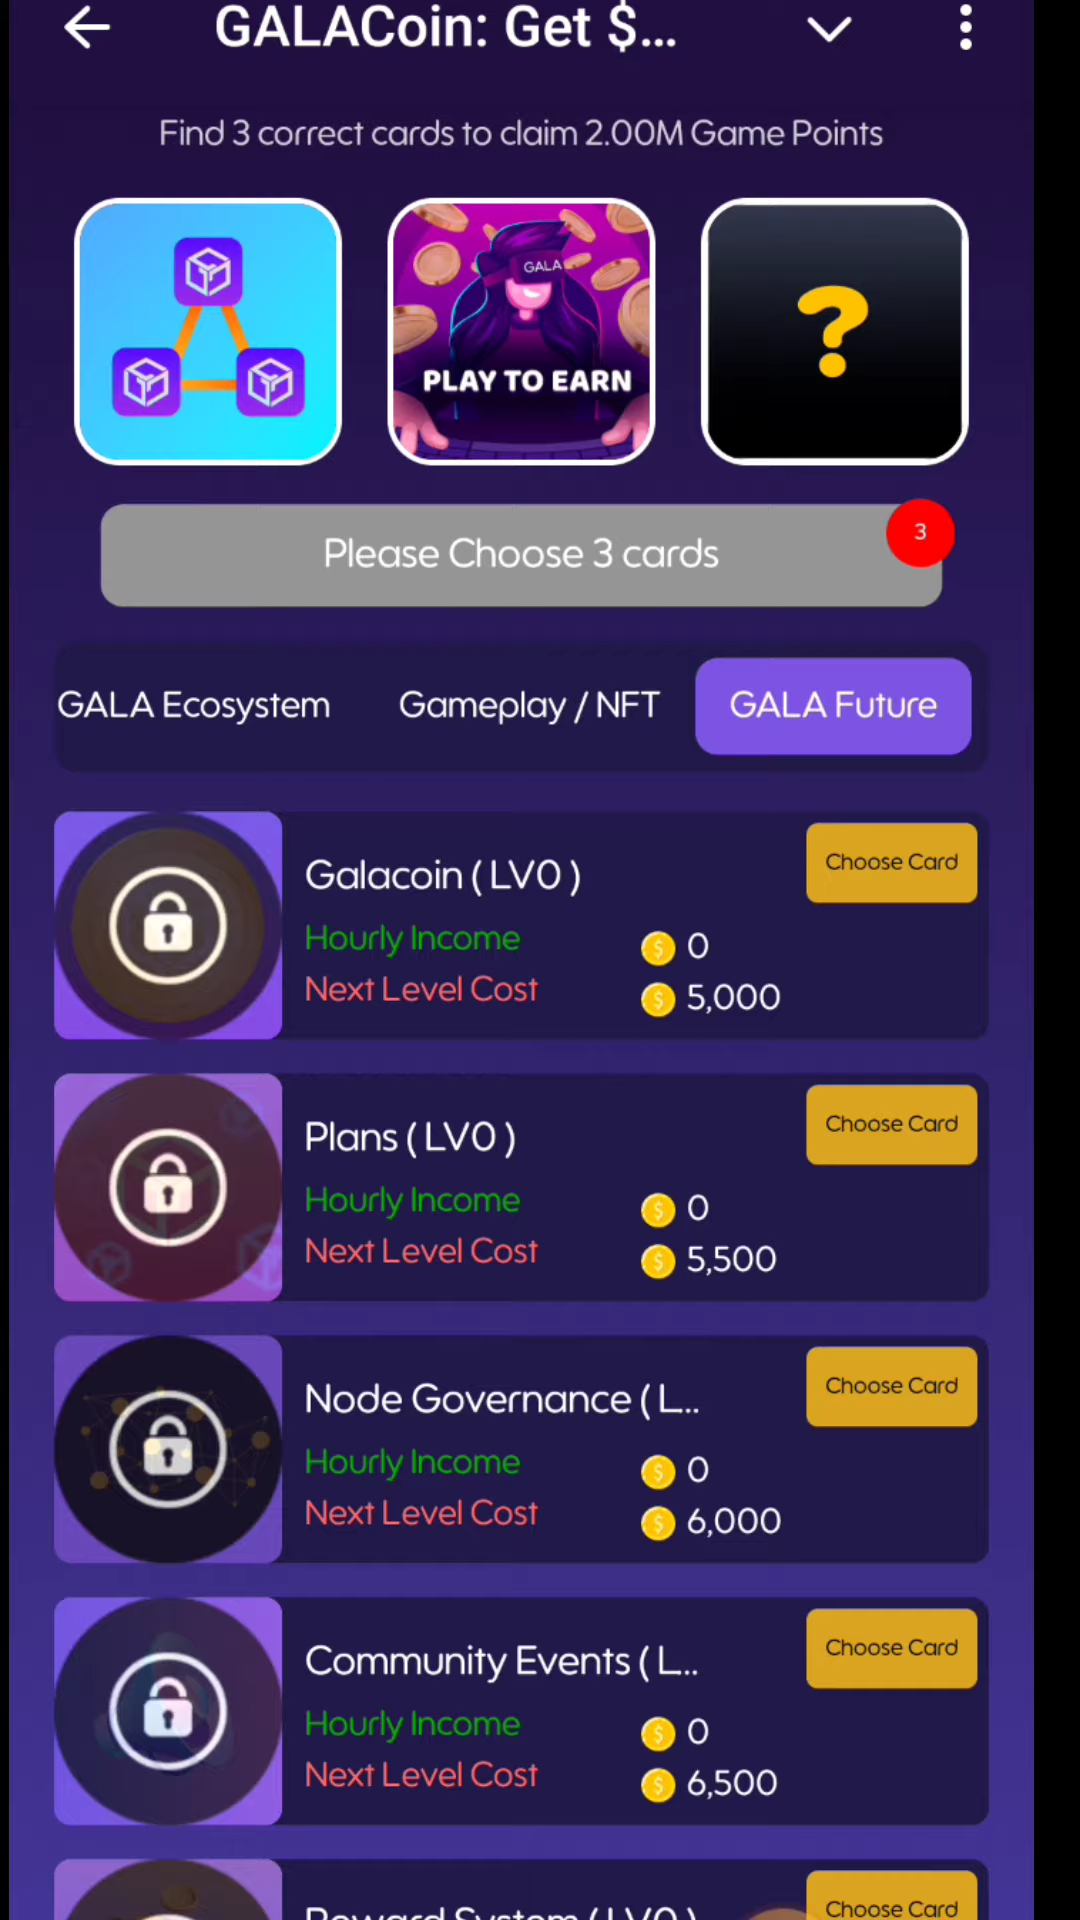 GALACoin: Get $...
Find 3 correct cards to claim 2.00M Game Points
GALA
PLAY TO EARN
?
Please Choose 3 cards
3
GALA Ecosystem
Gameplay / NFT
GALA Future
Galacoin ( LV0 )
Choose Card
Hourly Income
$ 0
Next Level Cost
$ 5,000
Plans ( LV0 )
Choose Card
Hourly Income
$ 0
Next Level Cost
$ 5,500
Node Governance ( L...
Choose Card
Hourly Income
$ 0
Next Level Cost
$ 6,000
Community Events ( L...
Choose Card
Hourly Income
$ 0
Next Level Cost
$ 6,500
Reward System ( LV0 )
Choose Card